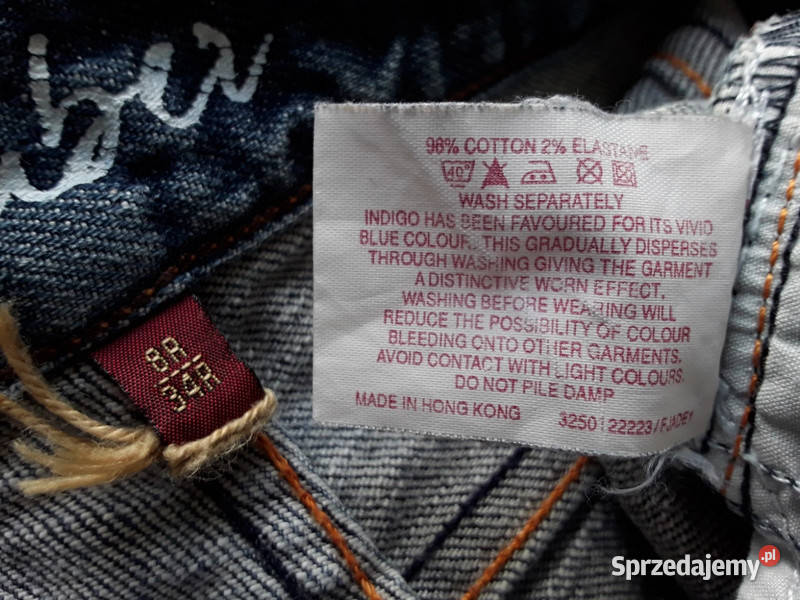 98% COTTON 2% ELASTANE
40°
WASH SEPARATELY
INDIGO HAS BEEN FAVOURED FOR ITS VIVID
BLUE COLOUR. THIS GRADUALLY DISPERSES
THROUGH WASHING GIVING THE GARMENT
A DISTINCTIVE WORN EFFECT.
WASHING BEFORE WEARING WILL
REDUCE THE POSSIBILITY OF COLOUR
BLEEDING ONTO OTHER GARMENTS.
AVOID CONTACT WITH LIGHT COLOURS.
DO NOT PILE DAMP
MADE IN HONG KONG
3250 22223/FJADEY
8R
34R
Sprzedajemy.pl